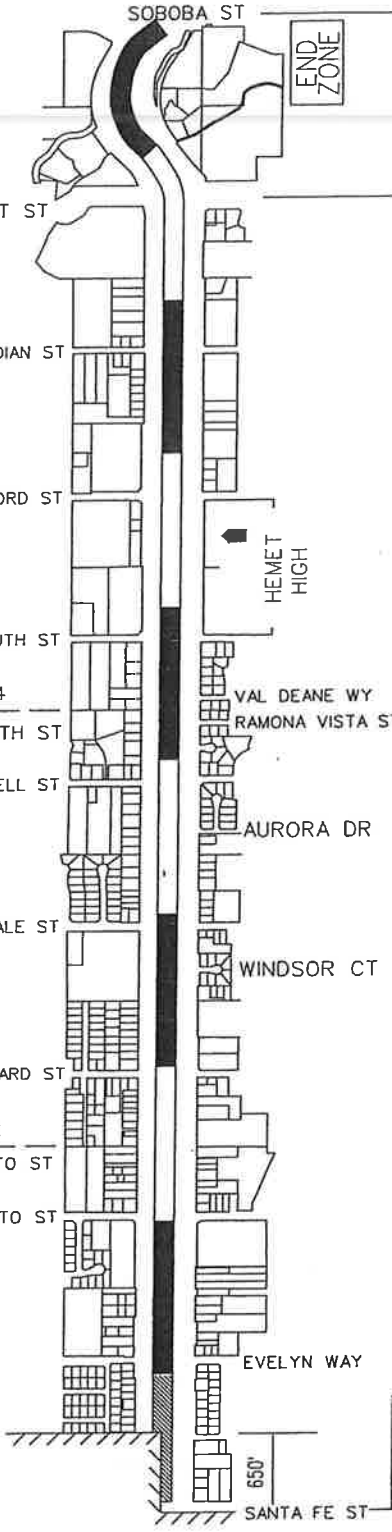 SOBOBA ST
END
ZONE
T ST
DIAN ST
ORD ST
HEMET
HIGH
UTH ST
4
VAL DEANE WY
RAMONA VISTA ST
TH ST
ELL ST
AURORA DR
ALE ST
WINDSOR CT
ARD ST
TO ST
TO ST
EVELYN WAY
650'
SANTA FE ST